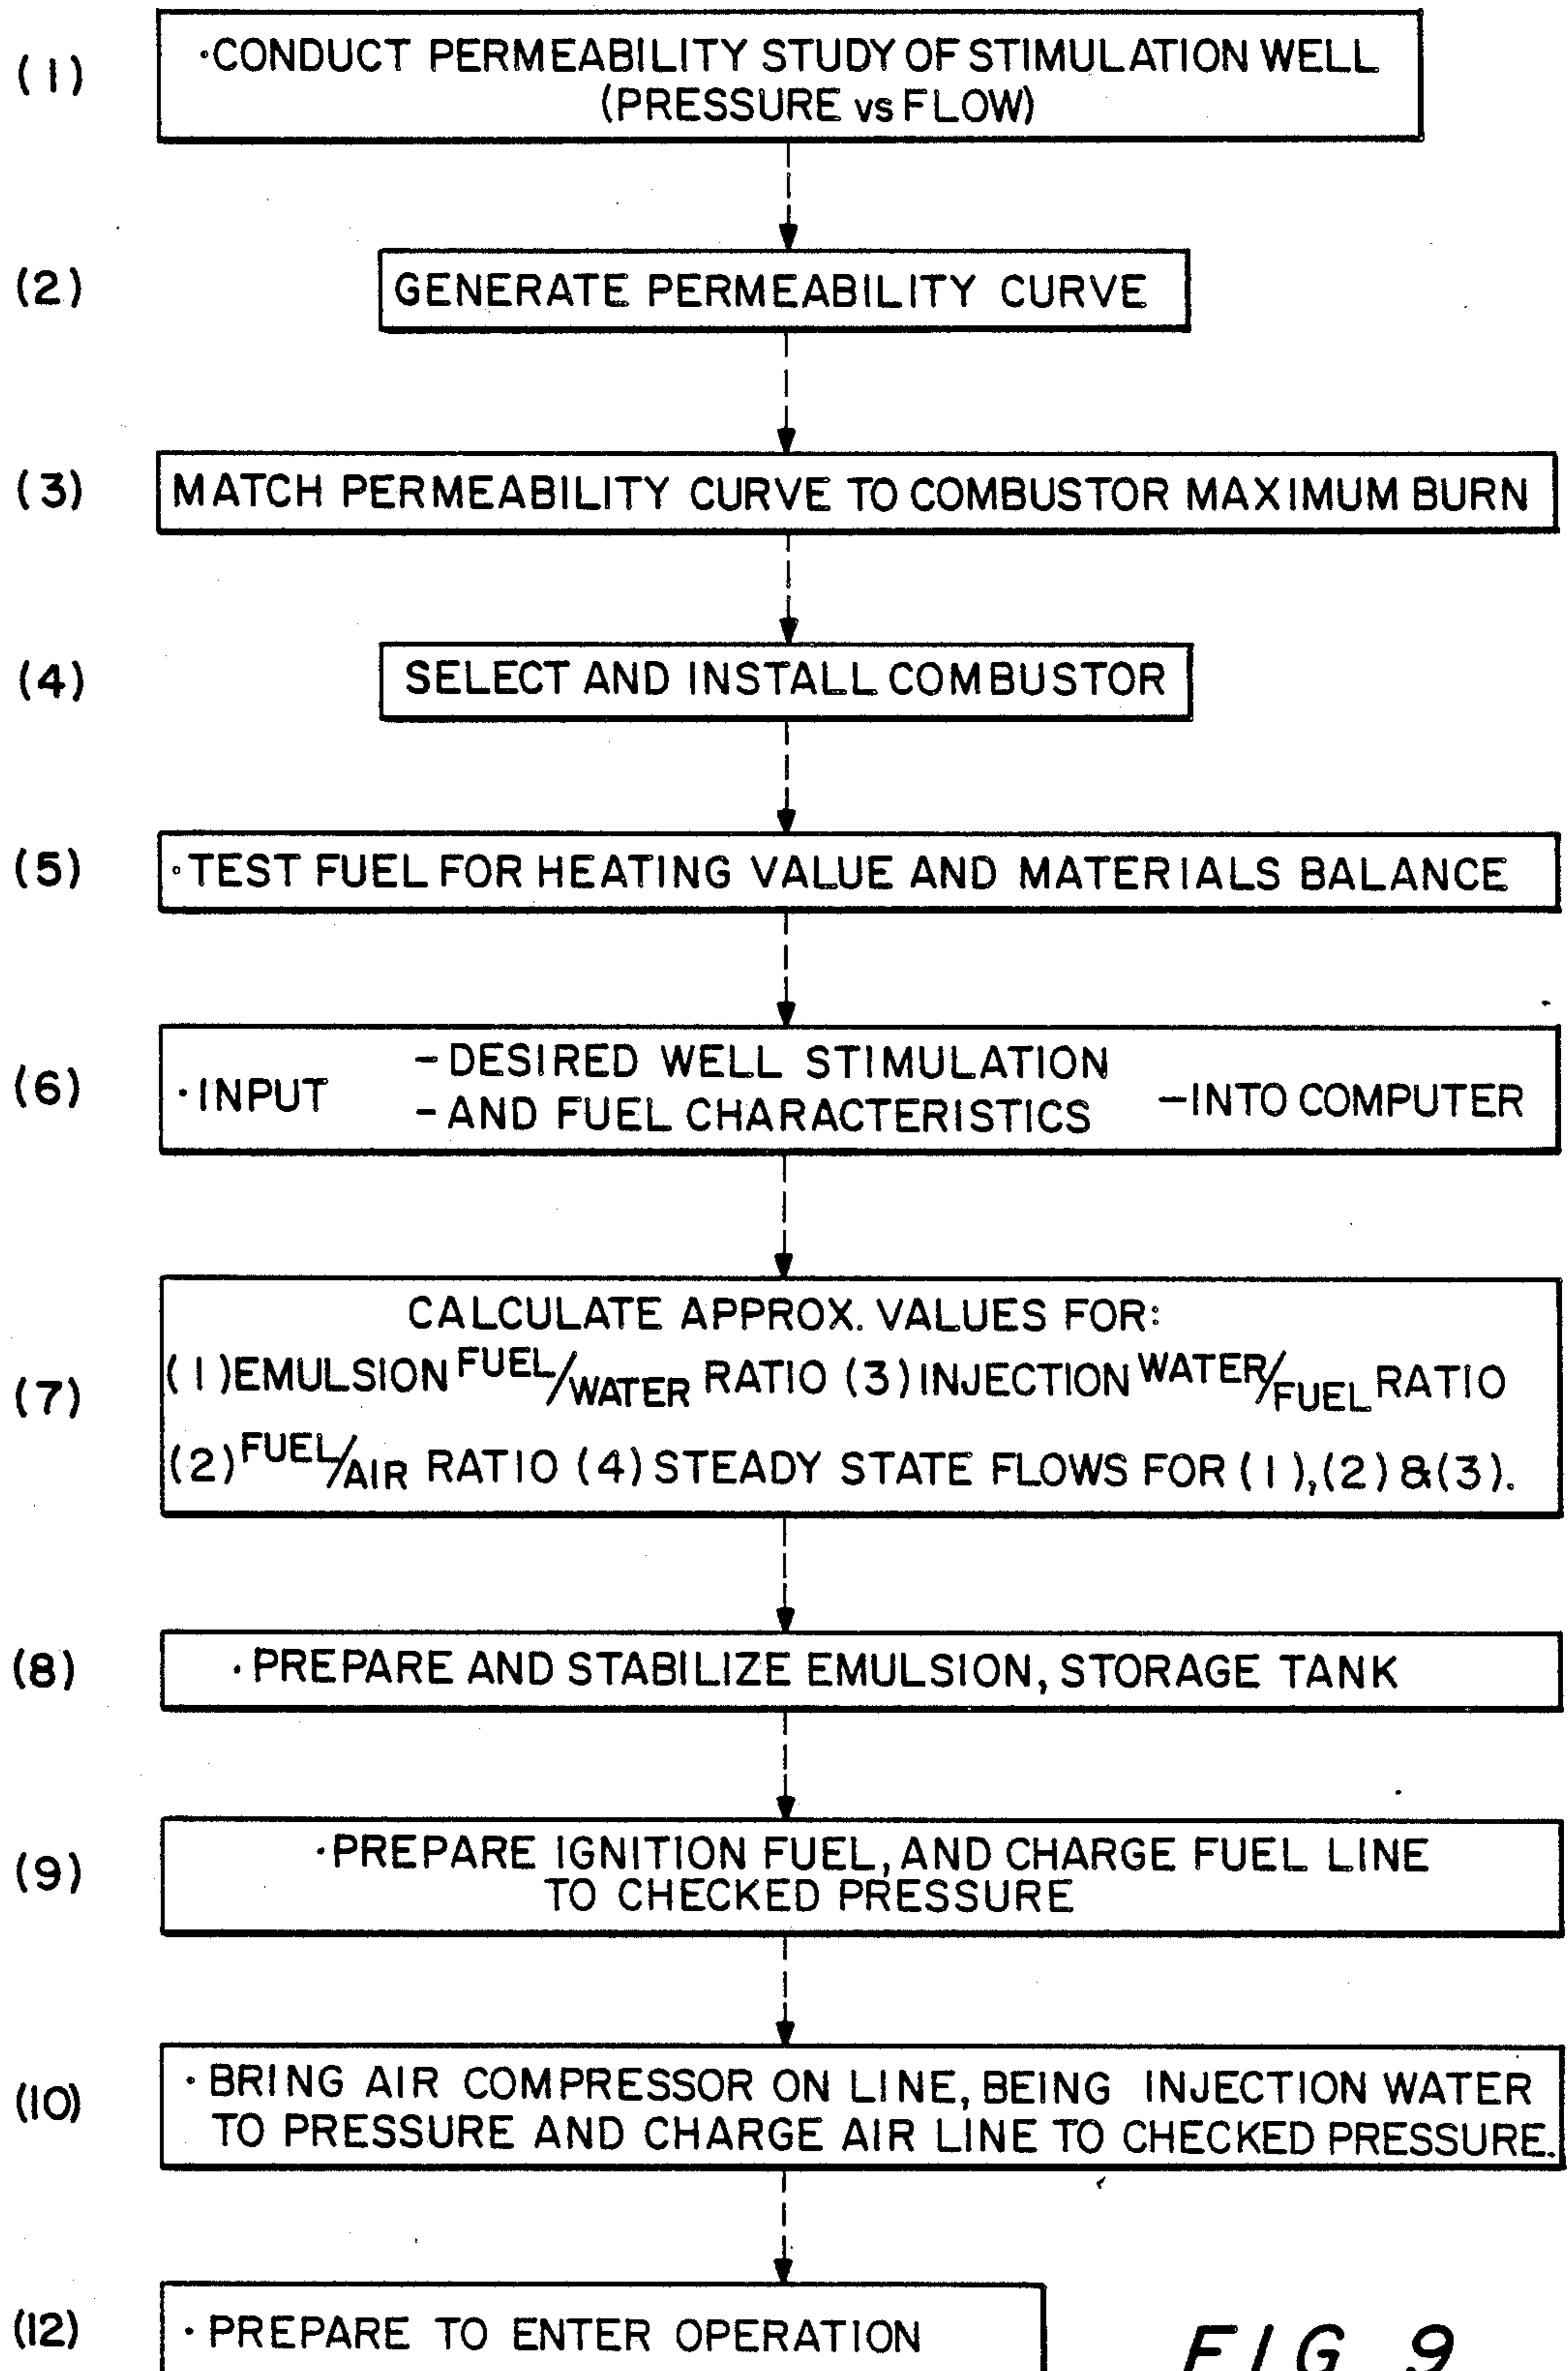 (1) ·CONDUCT PERMEABILITY STUDY OF STIMULATION WELL
(PRESSURE vs FLOW)
(2) GENERATE PERMEABILITY CURVE
(3) MATCH PERMEABILITY CURVE TO COMBUSTOR MAXIMUM BURN
(4) SELECT AND INSTALL COMBUSTOR
(5) ·TEST FUEL FOR HEATING VALUE AND MATERIALS BALANCE
(6) ·INPUT
-DESIRED WELL STIMULATION
-AND FUEL CHARACTERISTICS
-INTO COMPUTER
(7) CALCULATE APPROX. VALUES FOR:
(1) EMULSION FUEL/WATER RATIO (3) INJECTION WATER/FUEL RATIO
(2) FUEL/AIR RATIO (4) STEADY STATE FLOWS FOR (1),(2) &(3).
(8) ·PREPARE AND STABILIZE EMULSION, STORAGE TANK
(9) ·PREPARE IGNITION FUEL, AND CHARGE FUEL LINE
TO CHECKED PRESSURE
(10) ·BRING AIR COMPRESSOR ON LINE, BEING INJECTION WATER
TO PRESSURE AND CHARGE AIR LINE TO CHECKED PRESSURE.
(12) ·PREPARE TO ENTER OPERATION
FIG 9